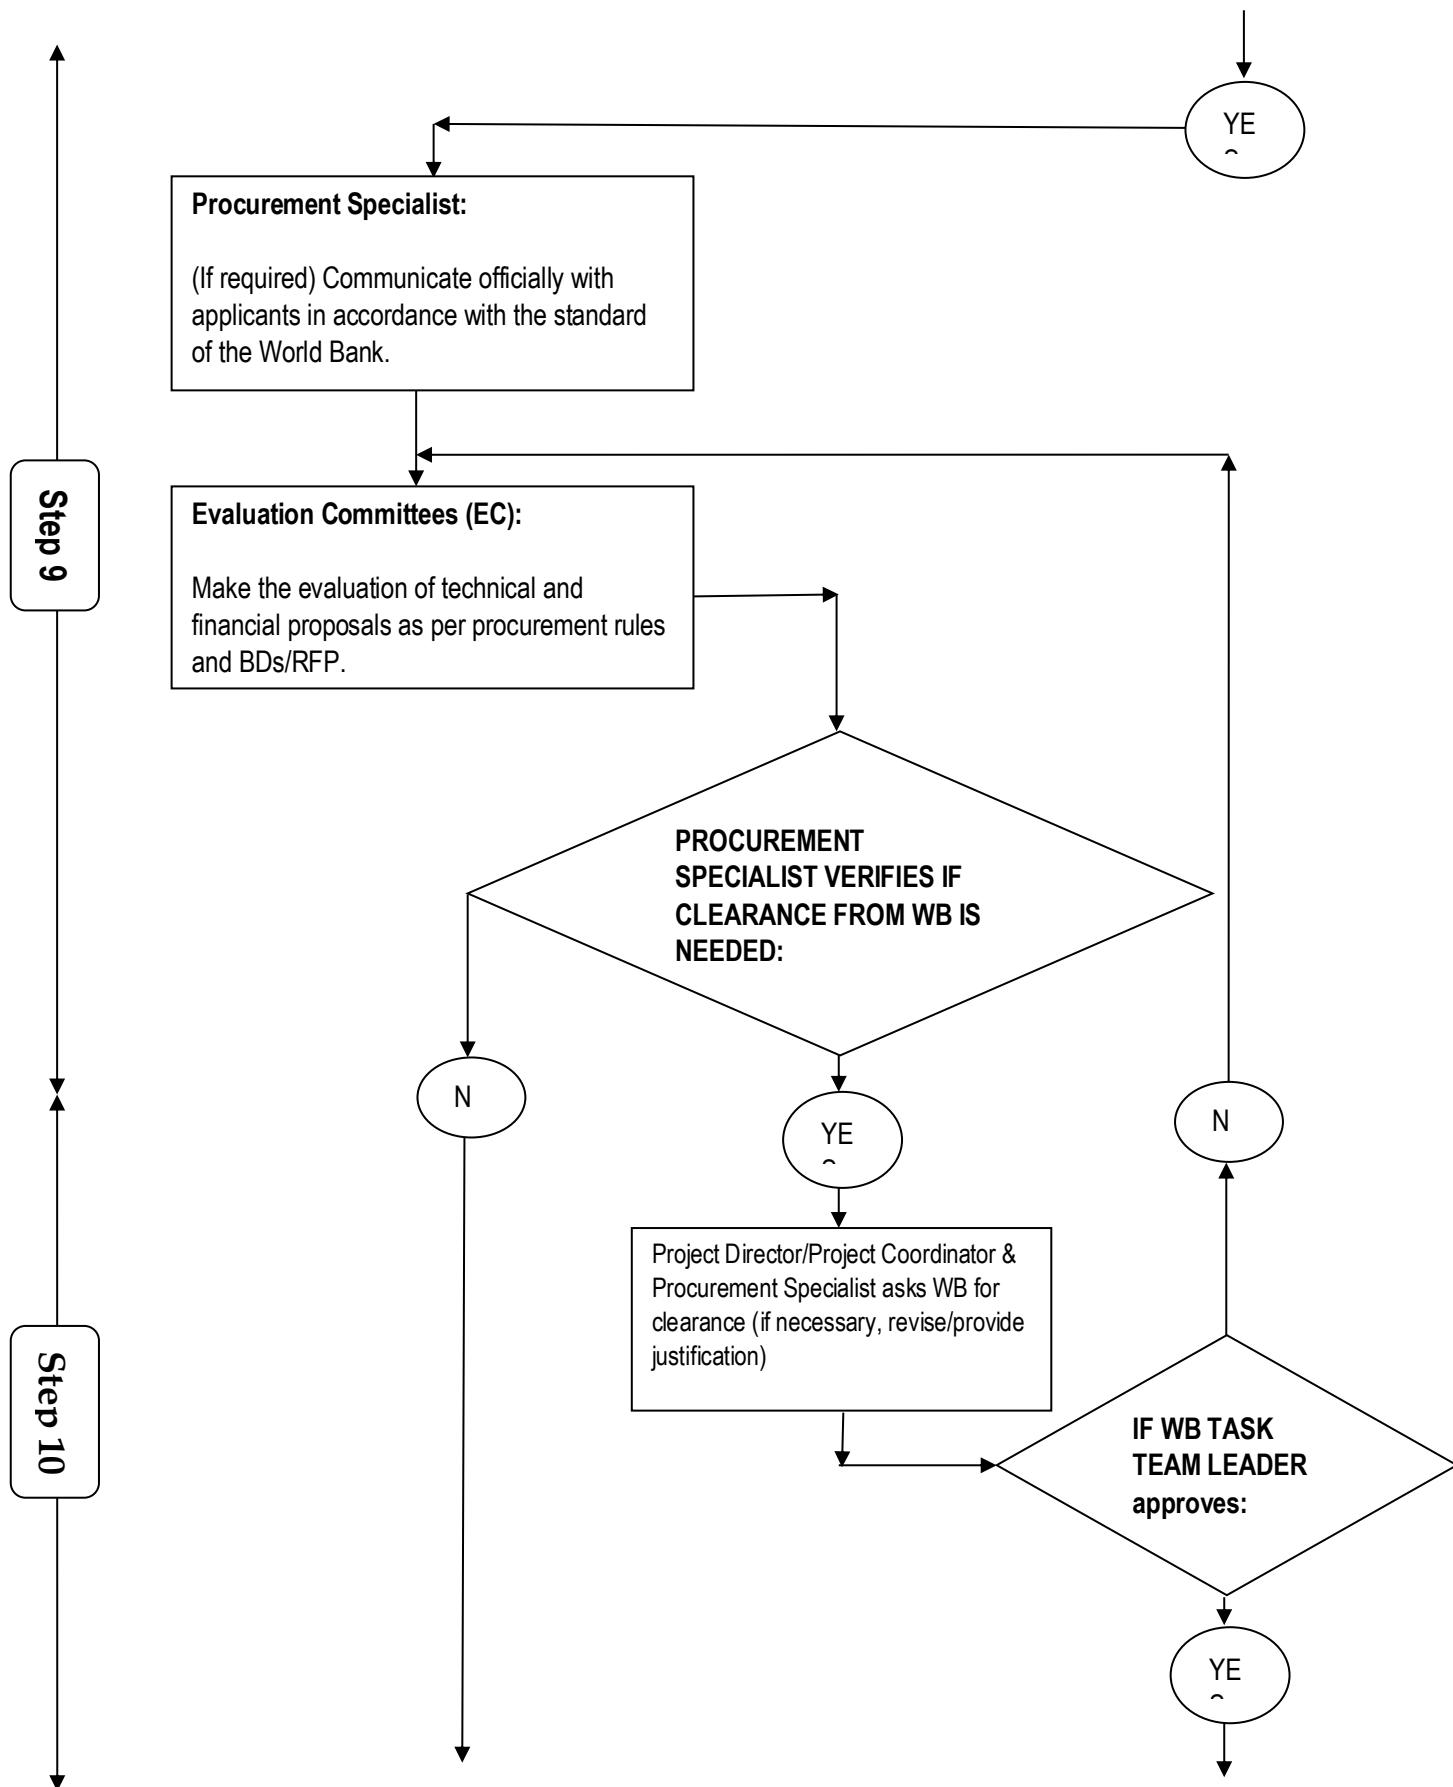 YE
Procurement Specialist:
(If required) Communicate officially with
applicants in accordance with the standard
of the World Bank.
Step 9
Evaluation Committees (EC):
Make the evaluation of technical and
financial proposals as per procurement rules
and BDs/RFP.
PROCUREMENT
SPECIALIST VERIFIES IF
CLEARANCE FROM WB IS
NEEDED:
N
YE
N
Project Director/Project Coordinator &
Procurement Specialist asks WB for
clearance (if necessary, revise/provide
justification)
Step 10
IF WB TASK
TEAM LEADER
approves:
YE